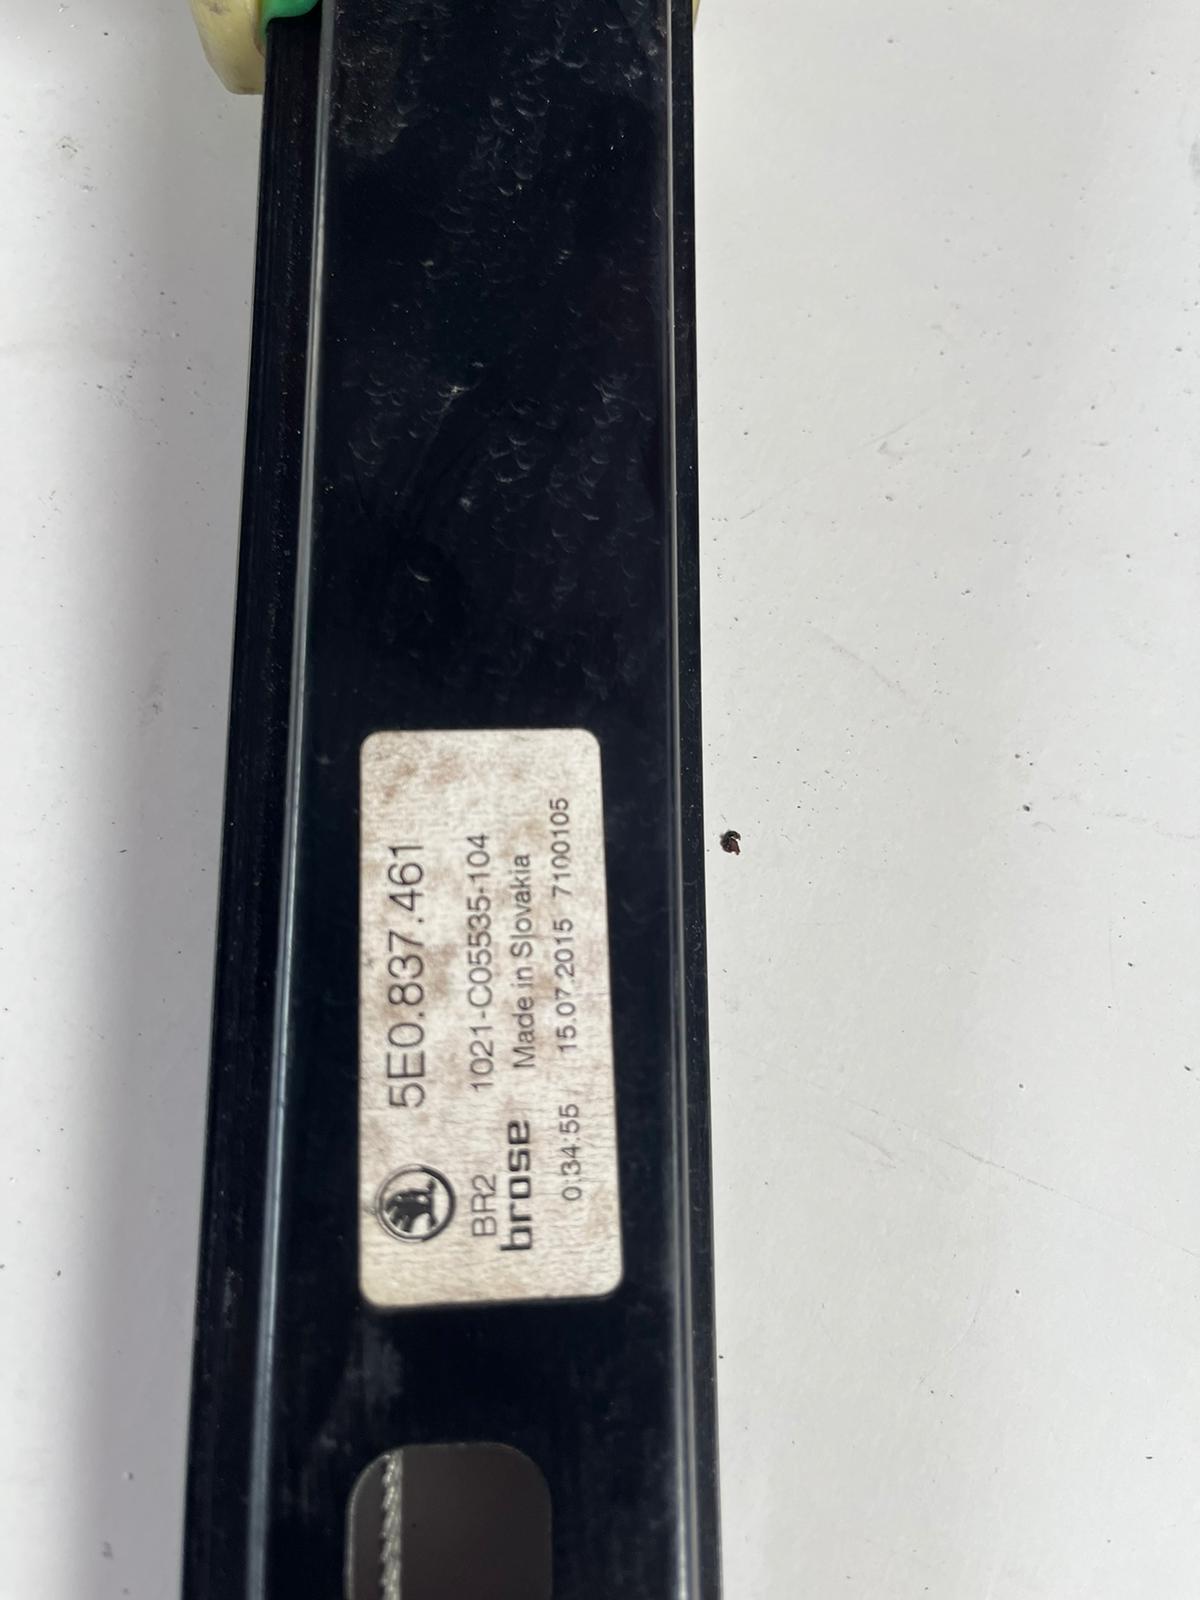 5E0.837.461
BR2 1021-C05535-104
brose Made in Slovakia
0:34:55 15.07.2015 7100105